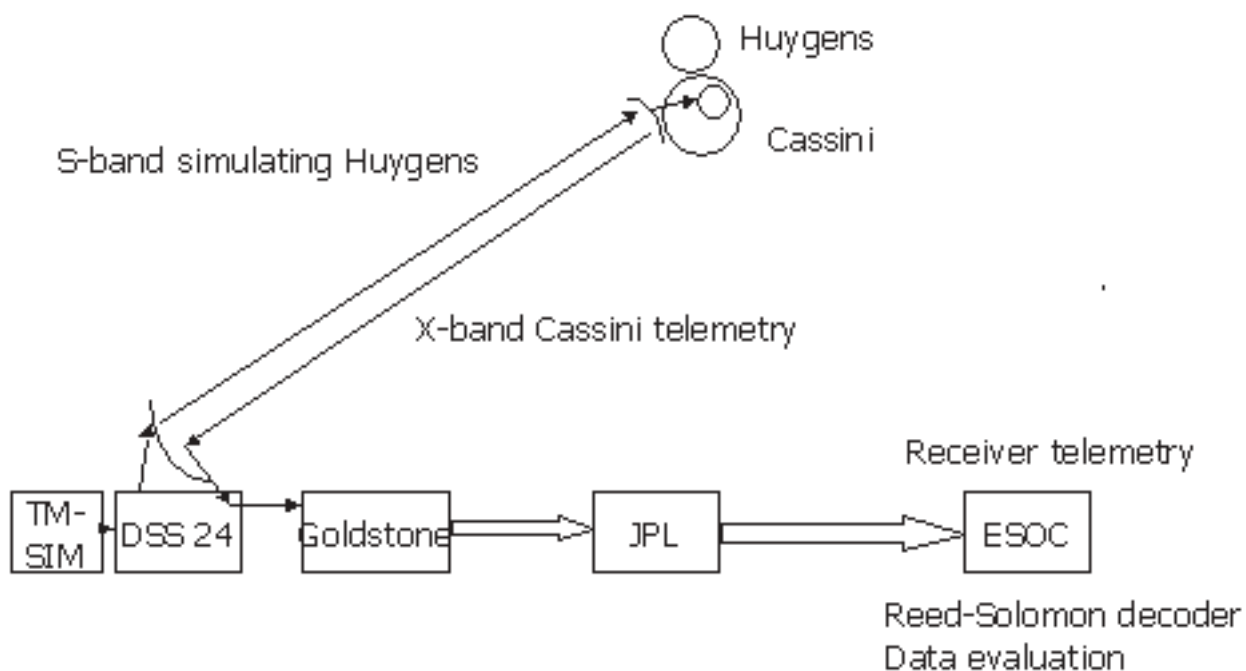 Huygens
Cassini
S-band simulating Huygens
X-band Cassini telemetry
Receiver telemetry
TM-
SIM
DSS 24
Goldstone
JPL
ESOC
Reed-Solomon decoder
Data evaluation